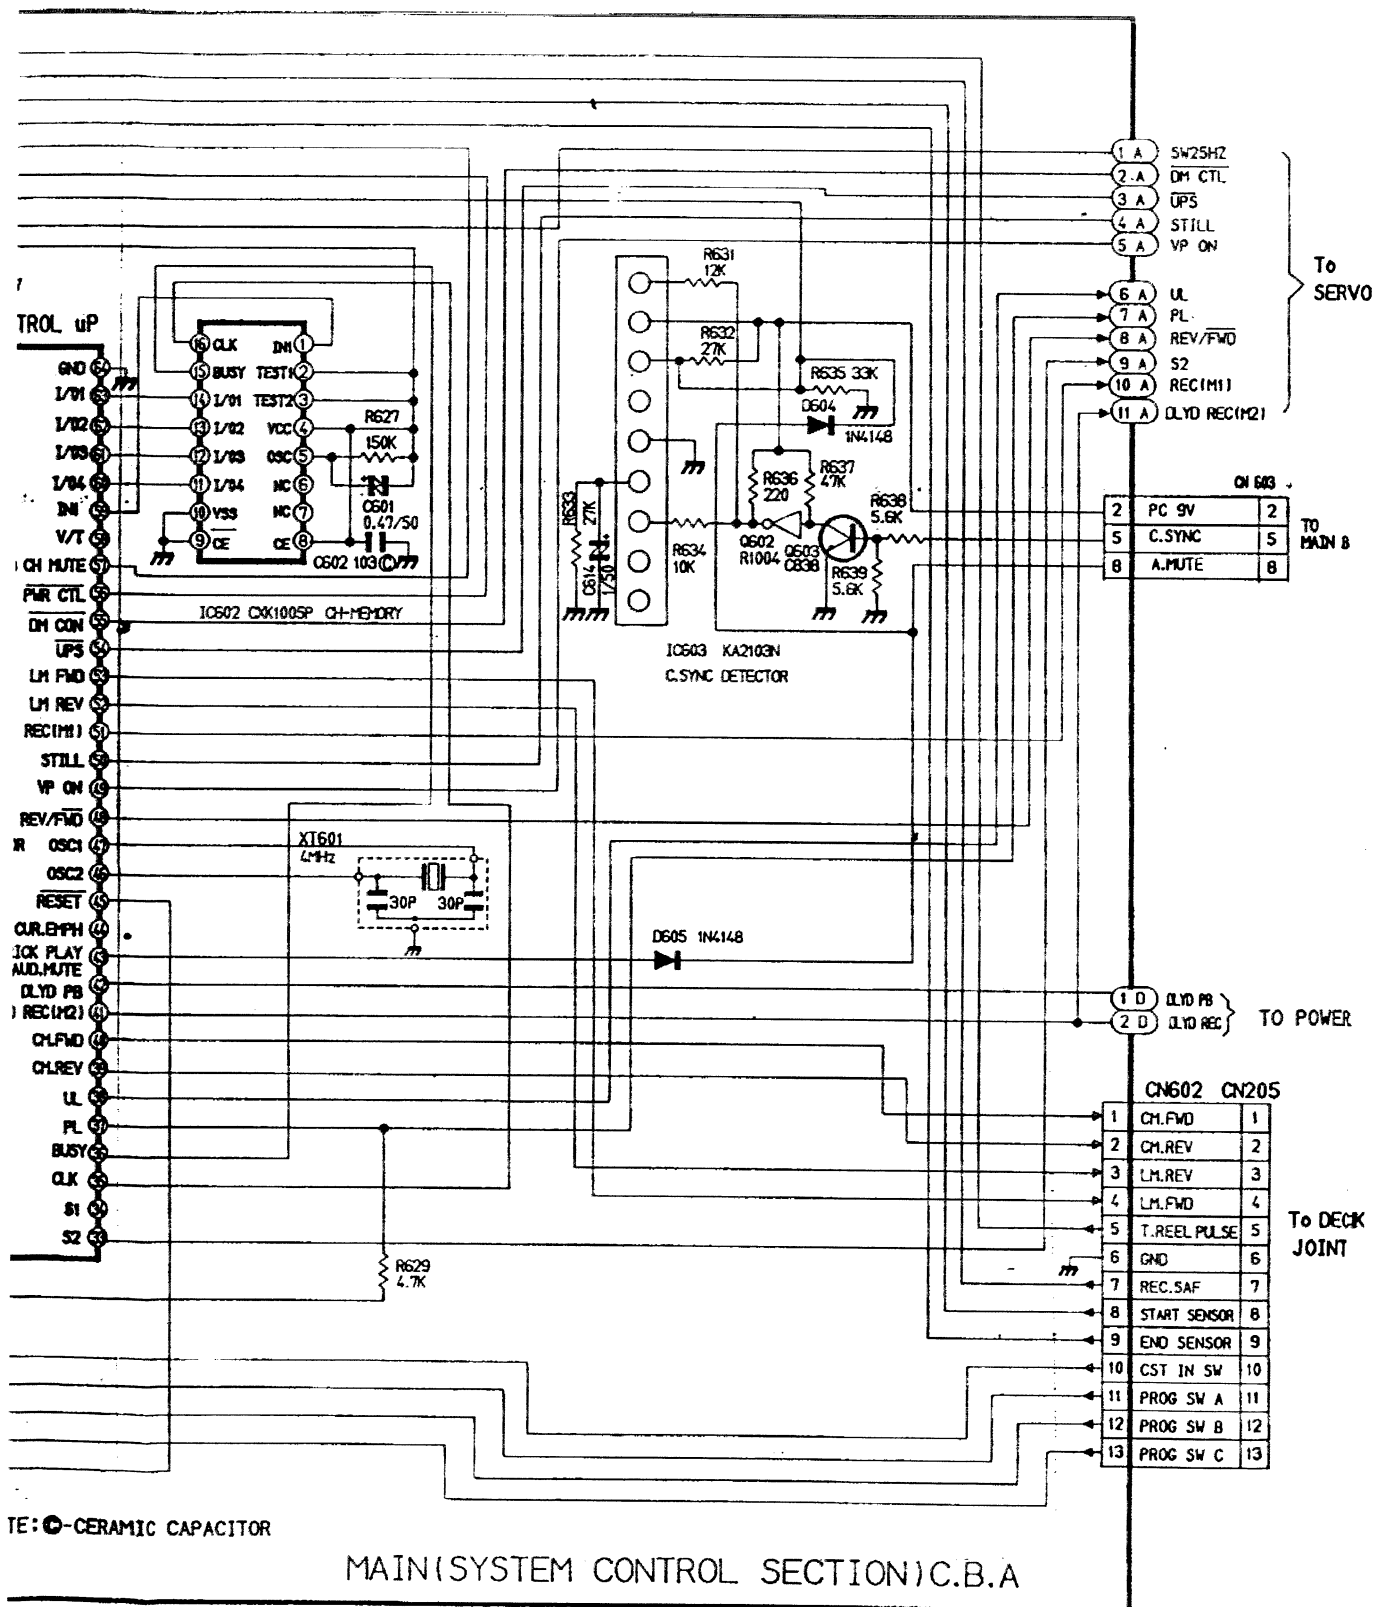 1 A SW25HZ
2 A DM CTL
3 A UPS
4 A STILL
5 A VP ON
To
SERVO
6 A UL
7 A PL
8 A REV/FWD
9 A S2
10 A REC(M1)
11 A DLYD REC(M2)
TROL uP
GND 64
I/O1 63
I/O2 62
I/O3 61
I/O4 60
IN1 59
V/T 58
CH MUTE 57
PWR CTL 56
DM CON 55
UPS 54
LM FWD 53
LM REV 52
REC(M1) 51
STILL 50
VP ON 49
REV/FWD 48
OSC1 47
OSC2 46
RESET 45
CUR.EMPH 44
ICK PLAY 43
AUD.MUTE
DLYD PB 42
REC(M2) 41
CM.FWD 40
CM.REV 39
UL 38
PL 37
BUSY 36
CLK 35
S1 34
S2 33
16 CLK IN1 1
15 BUSY TEST1 2
14 I/O1 TEST2 3
13 I/O2 VCC 4
12 I/O3 OSC 5
11 I/O4 NC 6
10 VSS NC 7
9 CE CE 8
R627
150K
C601
0.47/50
C602 103 C
IC602 CXK1005P CH-MEMORY
R631
12K
R632
27K
R635 33K
D604
1N4148
R633
27K
C614
1/50
R634
10K
R636
220
R637
47K
Q602
R1004
Q603
C838
R638
5.6K
R639
5.6K
IC603 KA2103N
C.SYNC DETECTOR
CN 603
2 PC 9V 2
5 C.SYNC 5
8 A.MUTE 8
TO
MAIN B
XT601
4MHz
30P 30P
D605 1N4148
1 D DLYD PB
2 D DLYD REC
TO POWER
R629
4.7K
CN602 CN205
1 CM.FWD 1
2 CM.REV 2
3 LM.REV 3
4 LM.FWD 4
5 T.REEL PULSE 5
6 GND 6
7 REC.SAF 7
8 START SENSOR 8
9 END SENSOR 9
10 CST IN SW 10
11 PROG SW A 11
12 PROG SW B 12
13 PROG SW C 13
To DECK
JOINT
TE: C-CERAMIC CAPACITOR
MAIN(SYSTEM CONTROL SECTION)C.B.A